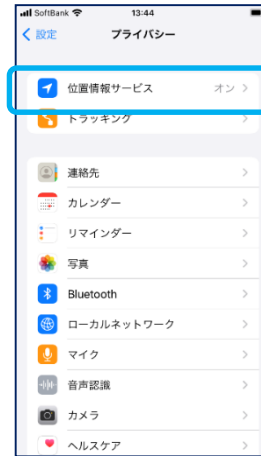 SoftBank 13:44
設定 プライバシー
位置情報サービス オン
トラッキング
連絡先
カレンダー
リマインダー
写真
Bluetooth
ローカルネットワーク
マイク
音声認識
カメラ
ヘルスケア